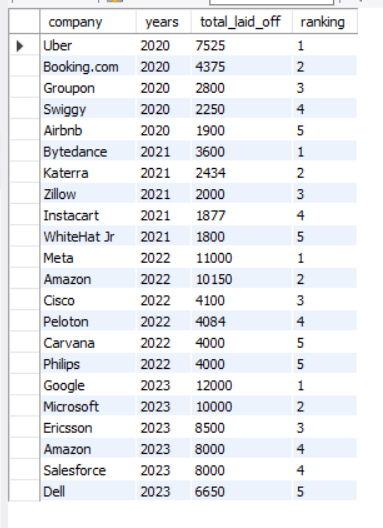 company years total_laid_off ranking
Uber 2020 7525 1
Booking.com 2020 4375 2
Groupon 2020 2800 3
Swiggy 2020 2250 4
Airbnb 2020 1900 5
Bytedance 2021 3600 1
Katerra 2021 2434 2
Zillow 2021 2000 3
Instacart 2021 1877 4
WhiteHat Jr 2021 1800 5
Meta 2022 11000 1
Amazon 2022 10150 2
Cisco 2022 4100 3
Peloton 2022 4084 4
Carvana 2022 4000 5
Philips 2022 4000 5
Google 2023 12000 1
Microsoft 2023 10000 2
Ericsson 2023 8500 3
Amazon 2023 8000 4
Salesforce 2023 8000 4
Dell 2023 6650 5